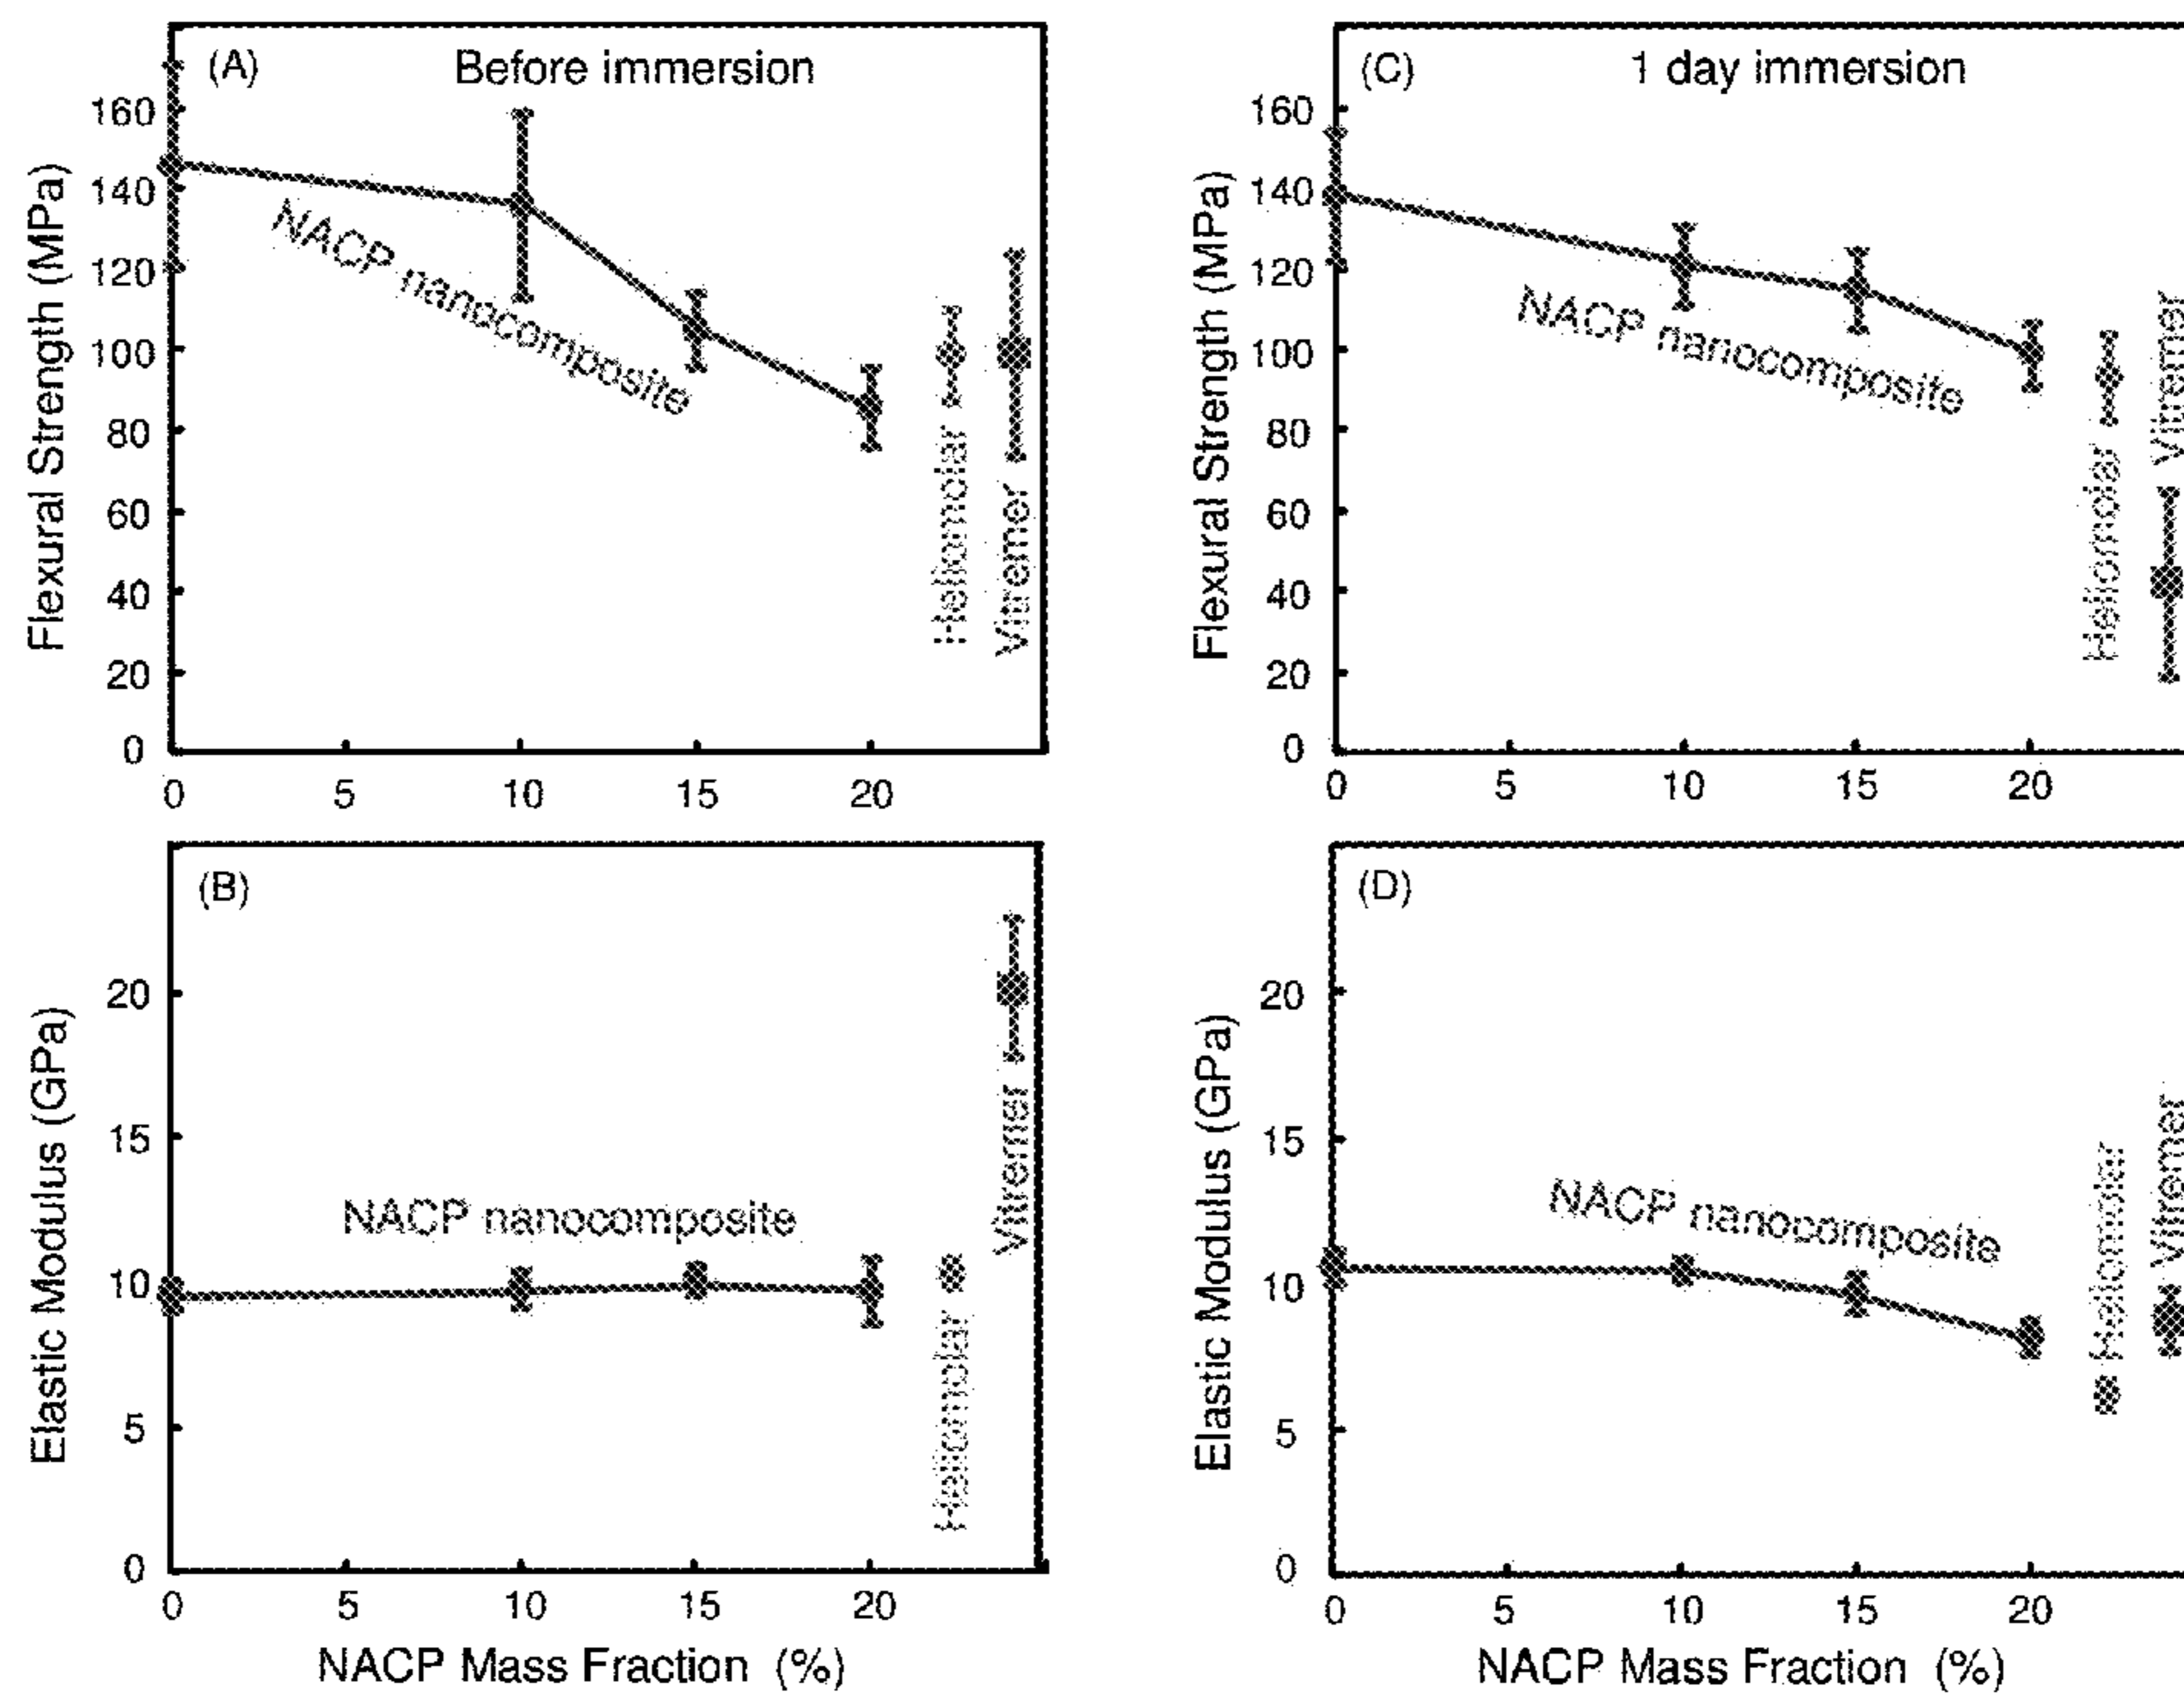 (A)
Before immersion
Flexural Strength (MPa)
160
140
120
100
80
60
40
20
0
NACP nanocomposite
Heliomolar
Vitremer
0 5 10 15 20
(C)
1 day immersion
Flexural Strength (MPa)
160
140
120
100
80
60
40
20
0
NACP nanocomposite
Heliomolar
Vitremer
0 5 10 15 20
(B)
Elastic Modulus (GPa)
20
15
10
5
0
NACP nanocomposite
Heliomolar
Vitremer
0 5 10 15 20
NACP Mass Fraction (%)
(D)
Elastic Modulus (GPa)
20
15
10
5
0
NACP nanocomposite
Heliomolar
Vitremer
0 5 10 15 20
NACP Mass Fraction (%)